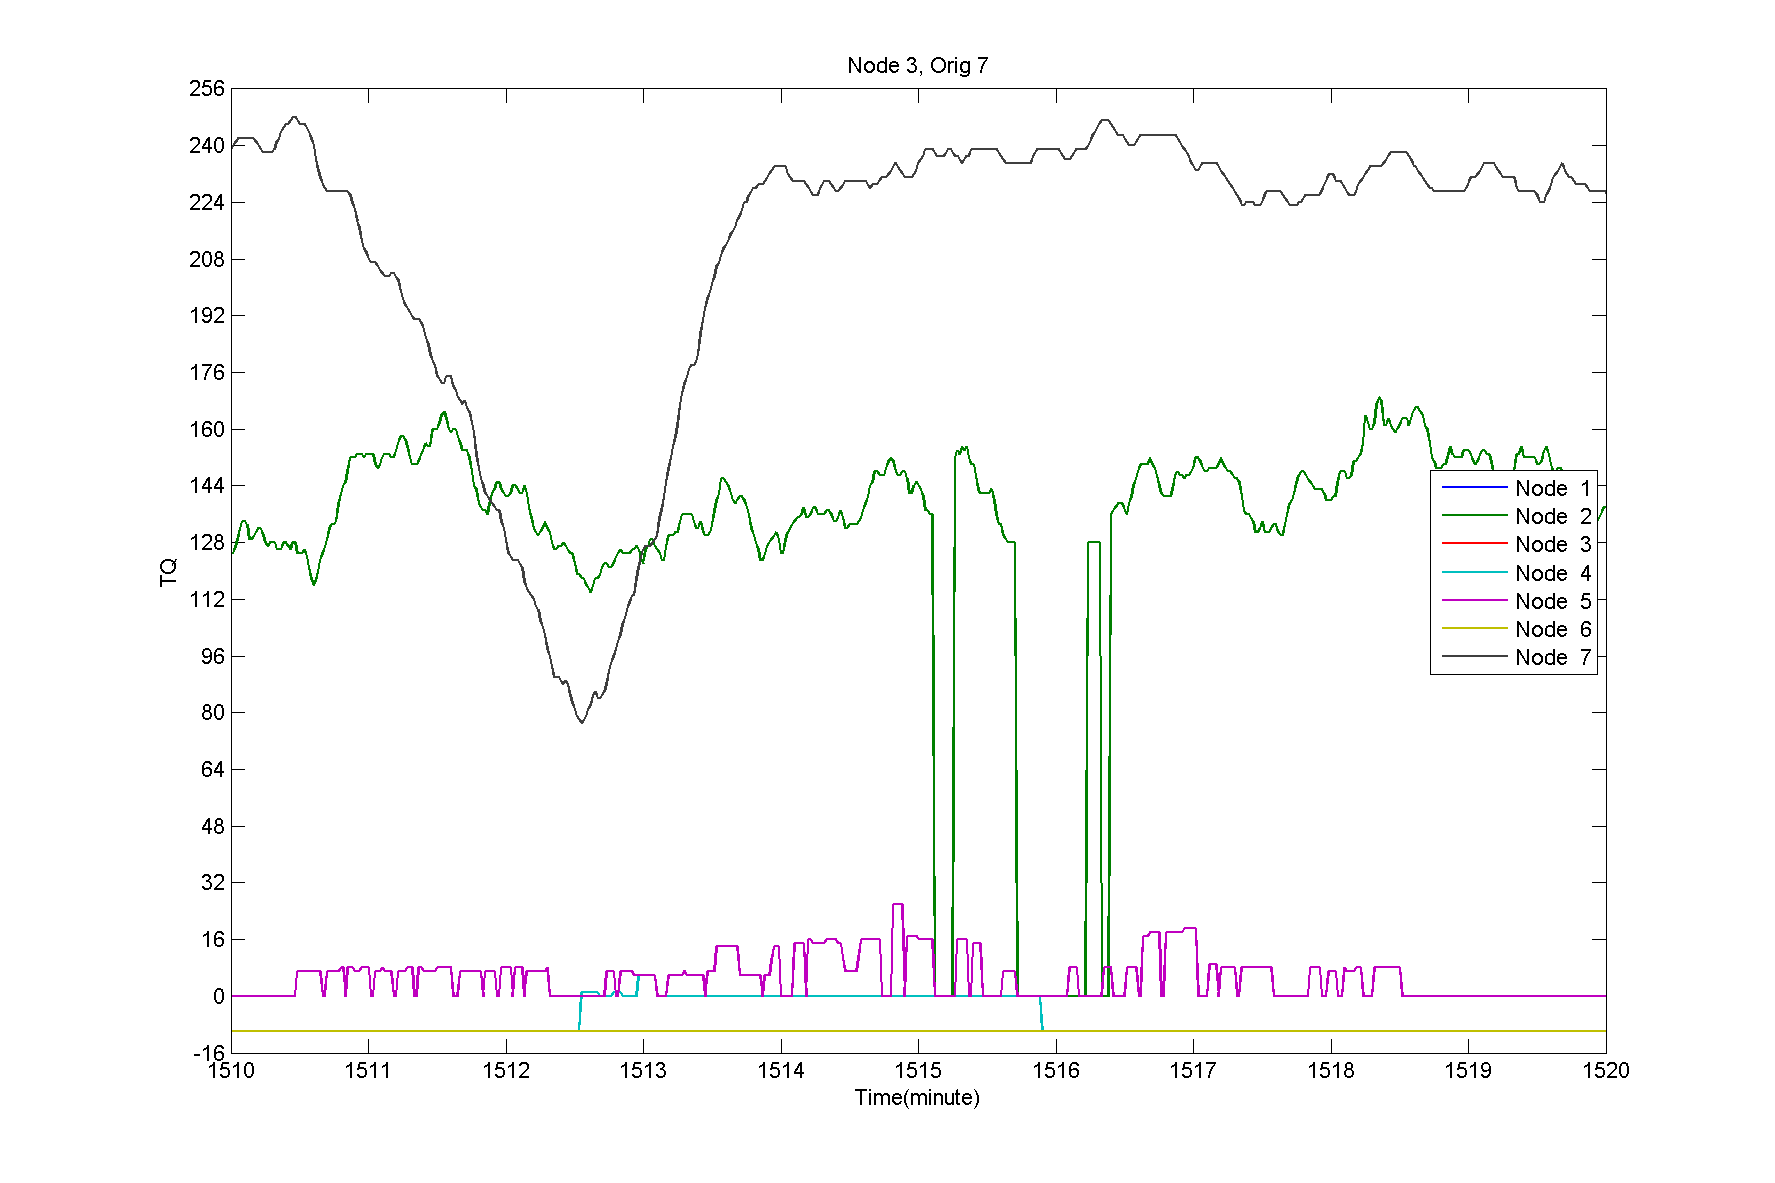 Node 3, Orig 7
256
240
224
208
192
176
160
144
128
112
96
80
64
48
32
16
0
-16
TQ
Node 1
Node 2
Node 3
Node 4
Node 5
Node 6
Node 7
1510 1511 1512 1513 1514 1515 1516 1517 1518 1519 1520
Time(minute)